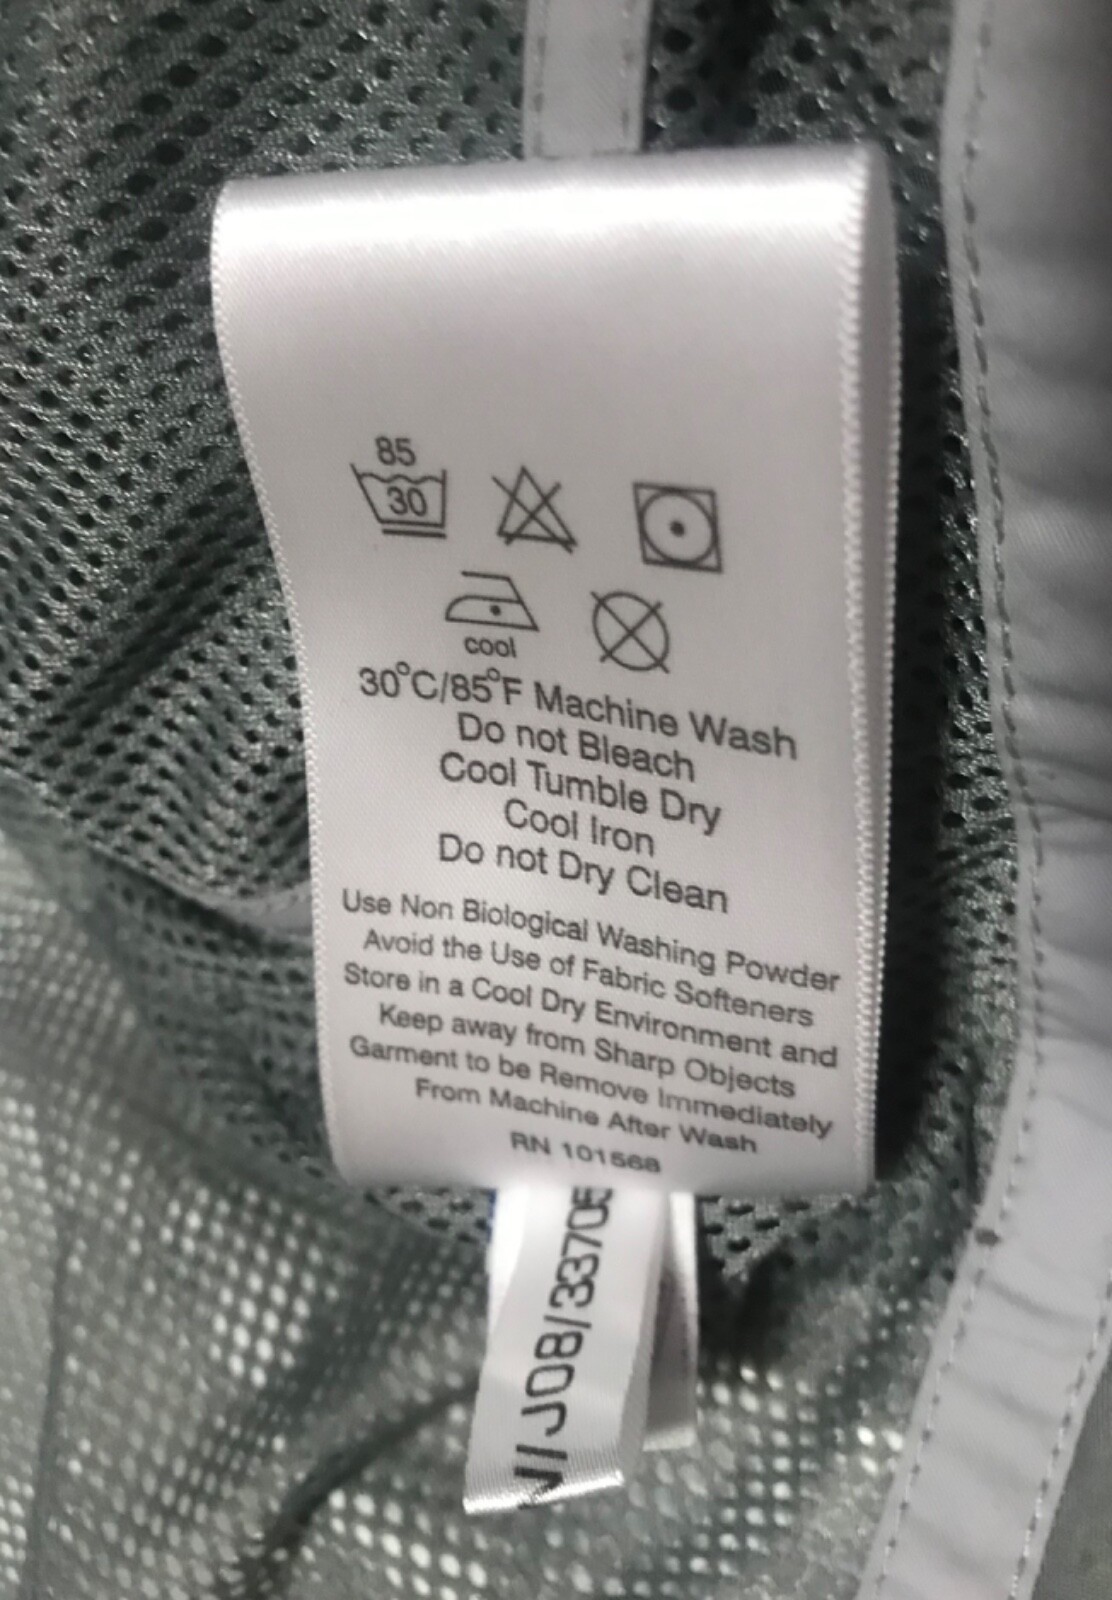 85
30
cool
30°C/85°F Machine Wash
Do not Bleach
Cool Tumble Dry
Cool Iron
Do not Dry Clean
Use Non Biological Washing Powder
Avoid the Use of Fabric Softeners
Store in a Cool Dry Environment and
Keep away from Sharp Objects
Garment to be Remove Immediately
From Machine After Wash
RN 101568
/JOB/33705